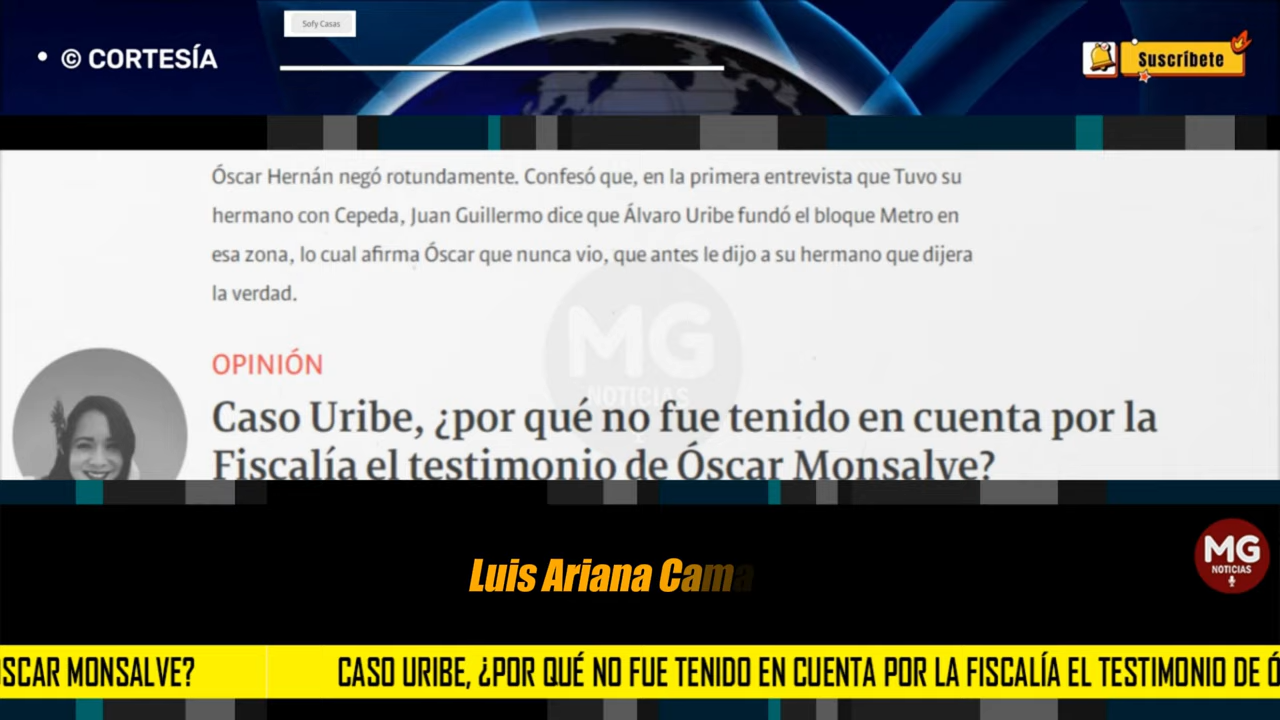 Sofy Casas
• © CORTESÍA
Suscríbete
Óscar Hernán negó rotundamente. Confesó que, en la primera entrevista que Tuvo su
hermano con Cepeda, Juan Guillermo dice que Álvaro Uribe fundó el bloque Metro en
esa zona, lo cual afirma Óscar que nunca vio, que antes le dijo a su hermano que dijera
la verdad.
MG
NOTICIAS
OPINIÓN
Caso Uribe, ¿por qué no fue tenido en cuenta por la
Fiscalía el testimonio de Óscar Monsalve?
Luis Ariana Cama
MG
NOTICIAS
SCAR MONSALVE? CASO URIBE, ¿POR QUÉ NO FUE TENIDO EN CUENTA POR LA FISCALÍA EL TESTIMONIO DE Ó